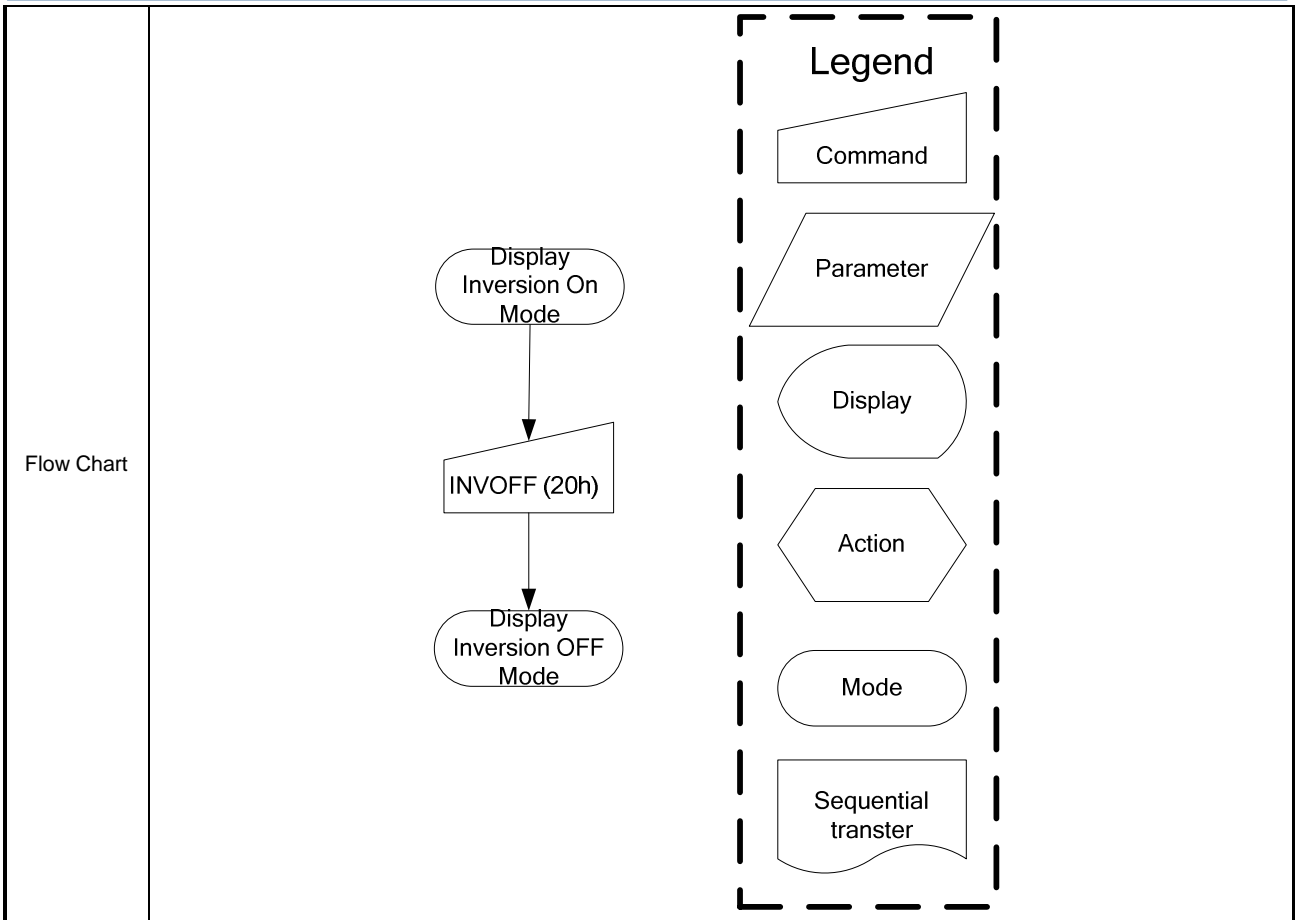 Flow Chart
Display
Inversion On
Mode
INVOFF (20h)
Display
Inversion OFF
Mode
Legend
Command
Parameter
Display
Action
Mode
Sequential
transter